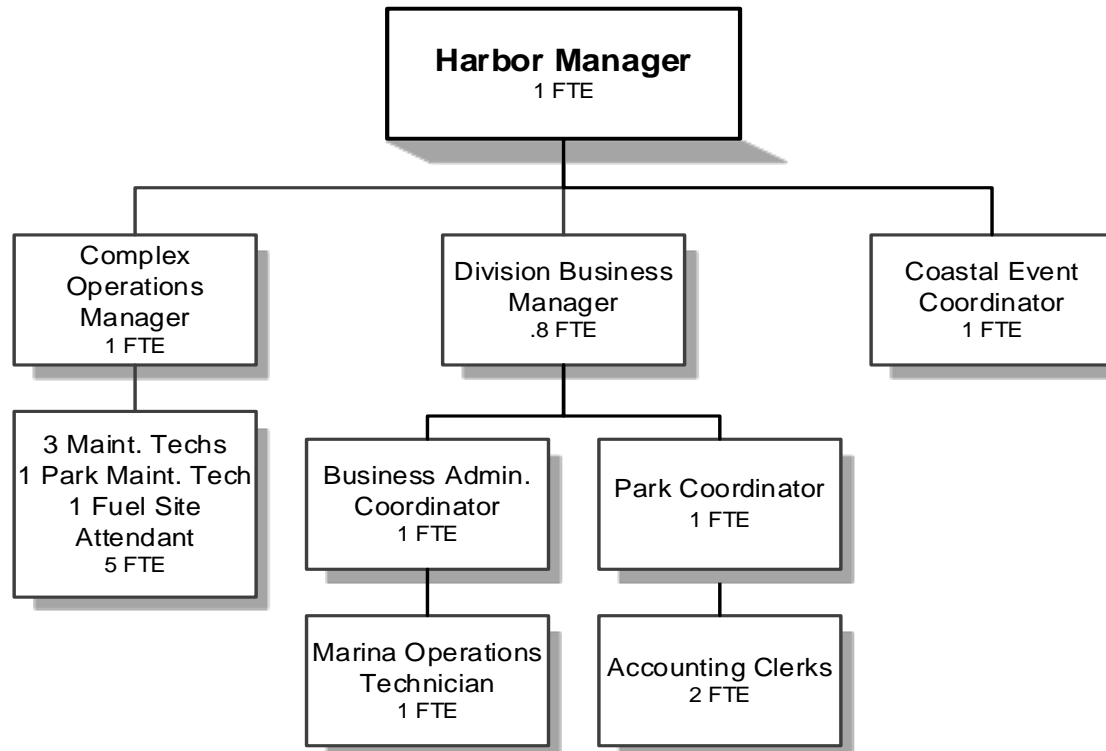 Harbor Manager
1 FTE
Complex
Operations
Manager
1 FTE
Division Business
Manager
.8 FTE
Coastal Event
Coordinator
1 FTE
3 Maint. Techs
1 Park Maint. Tech
1 Fuel Site
Attendant
5 FTE
Business Admin.
Coordinator
1 FTE
Park Coordinator
1 FTE
Marina Operations
Technician
1 FTE
Accounting Clerks
2 FTE